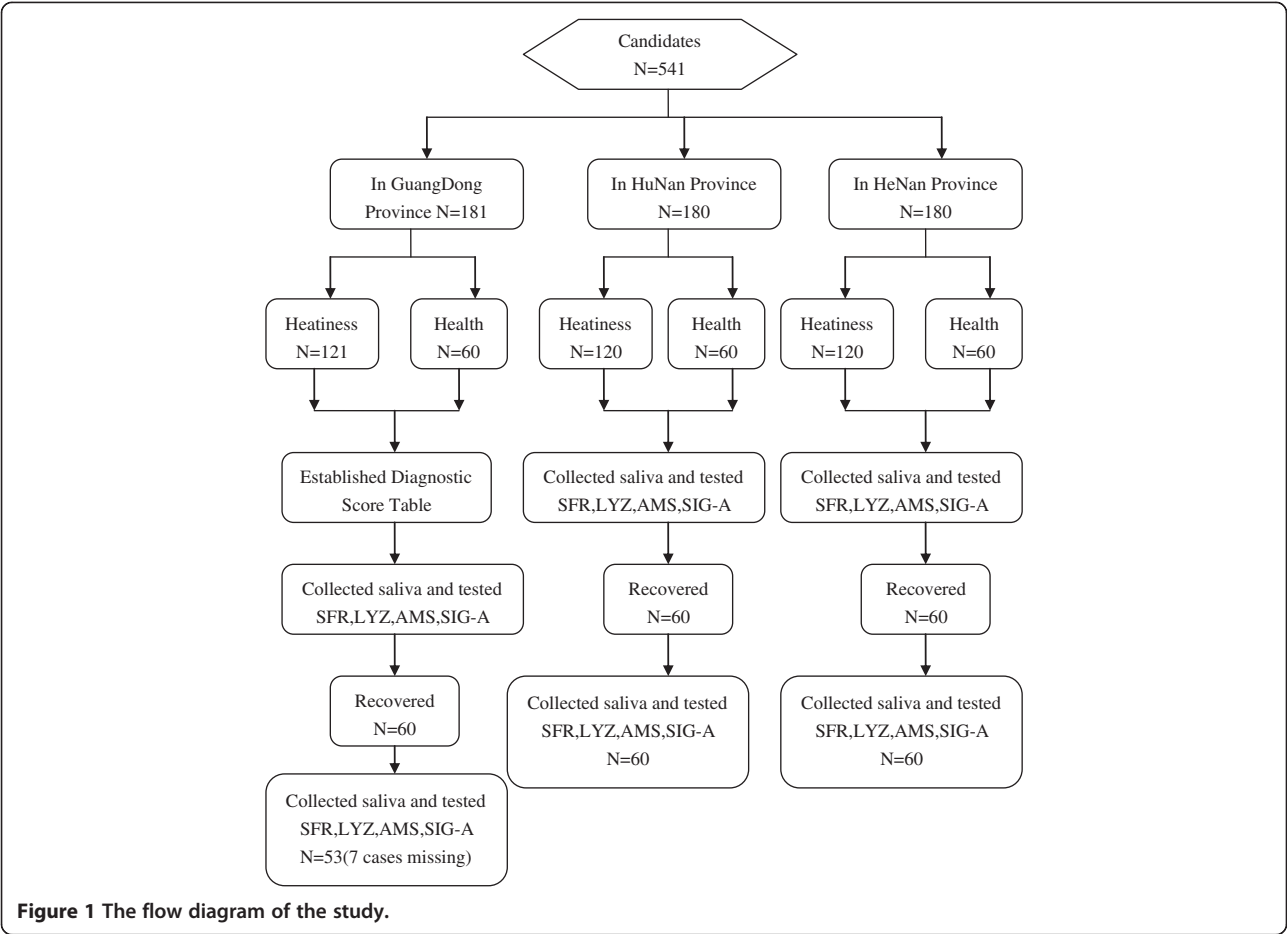 Candidates
N=541
In GuangDong
Province N=181
In HuNan Province
N=180
In HeNan Province
N=180
Heatiness
N=121
Health
N=60
Heatiness
N=120
Health
N=60
Heatiness
N=120
Health
N=60
Established Diagnostic
Score Table
Collected saliva and tested
SFR,LYZ,AMS,SIG-A
Collected saliva and tested
SFR,LYZ,AMS,SIG-A
Collected saliva and tested
SFR,LYZ,AMS,SIG-A
Recovered
N=60
Recovered
N=60
Recovered
N=60
Collected saliva and tested
SFR,LYZ,AMS,SIG-A
N=60
Collected saliva and tested
SFR,LYZ,AMS,SIG-A
N=60
Collected saliva and tested
SFR,LYZ,AMS,SIG-A
N=53(7 cases missing)
Figure 1 The flow diagram of the study.